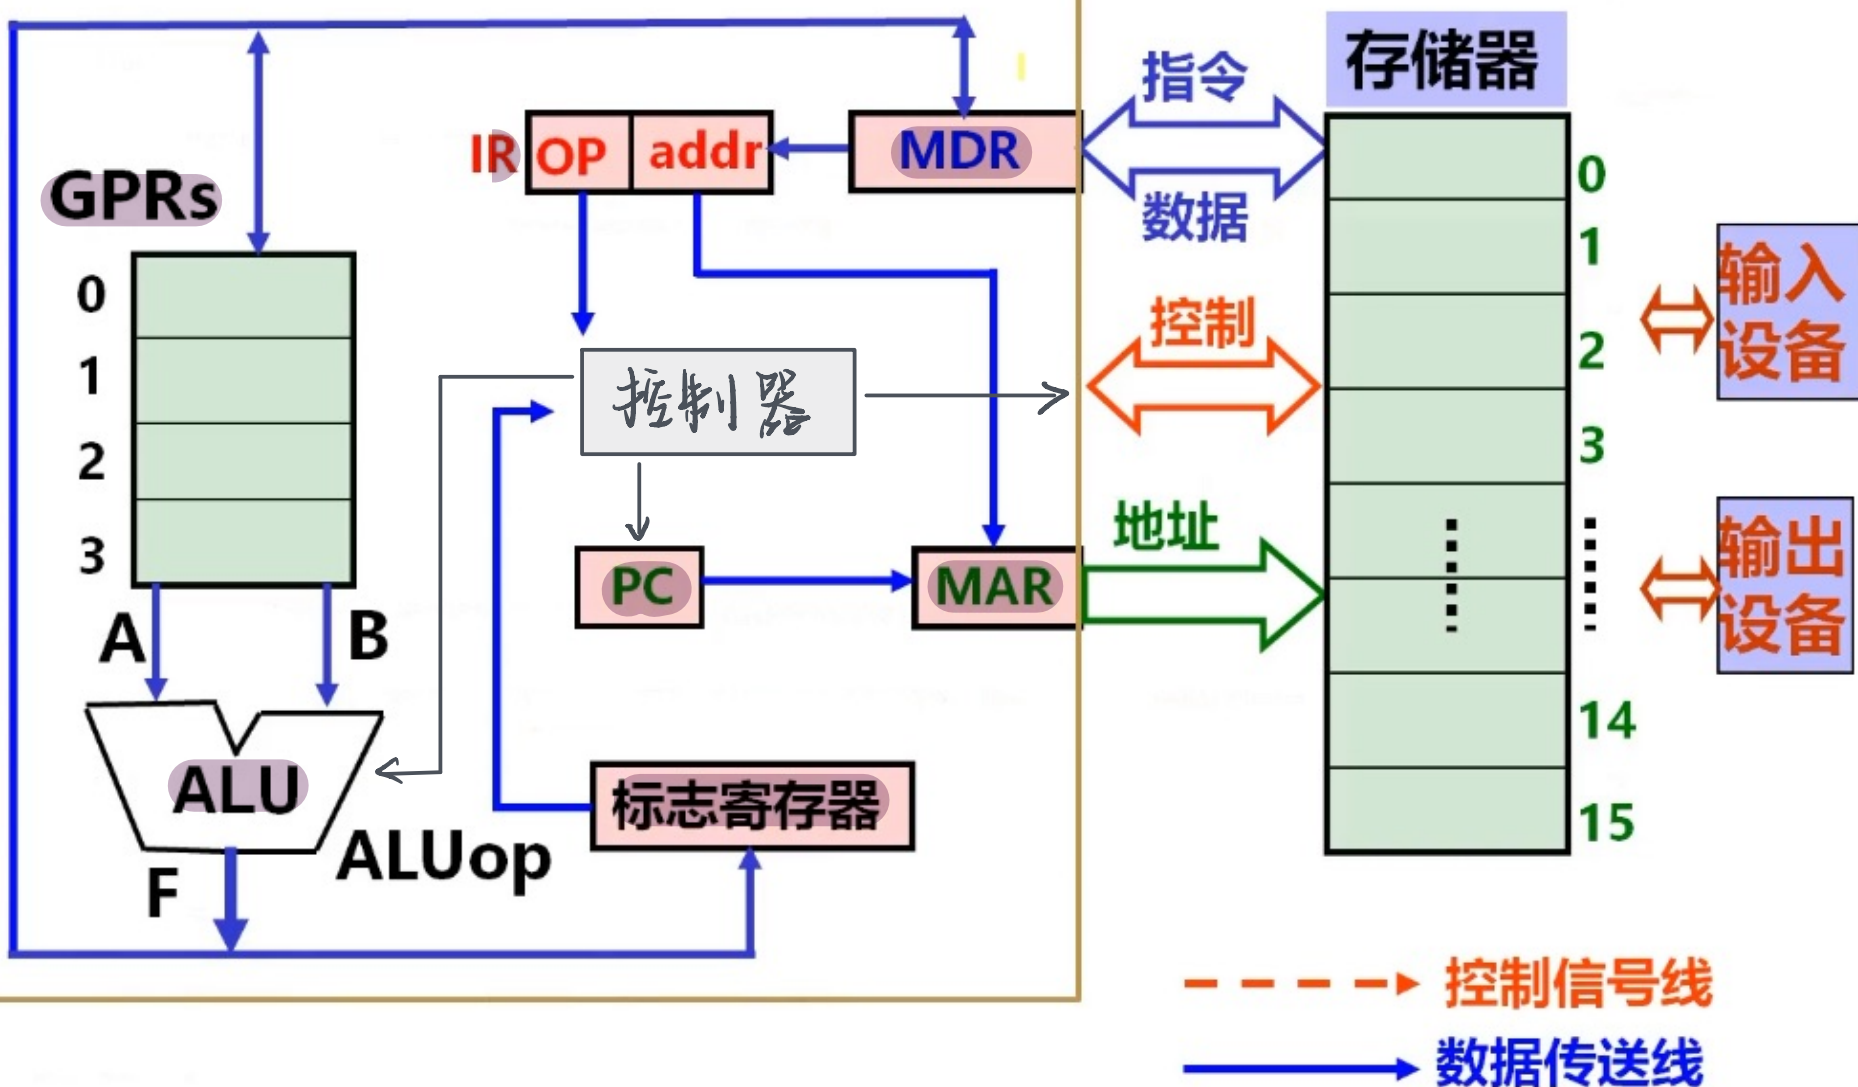 存储器
指令
IR OP addr
MDR
0
GPRs
数据
1
输入
设备
控制
0
2
1
控制器
3
2
地址
3
PC
MAR
输出
设备
A
B
14
ALU
标志寄存器
15
ALUop
F
控制信号线
数据传送线